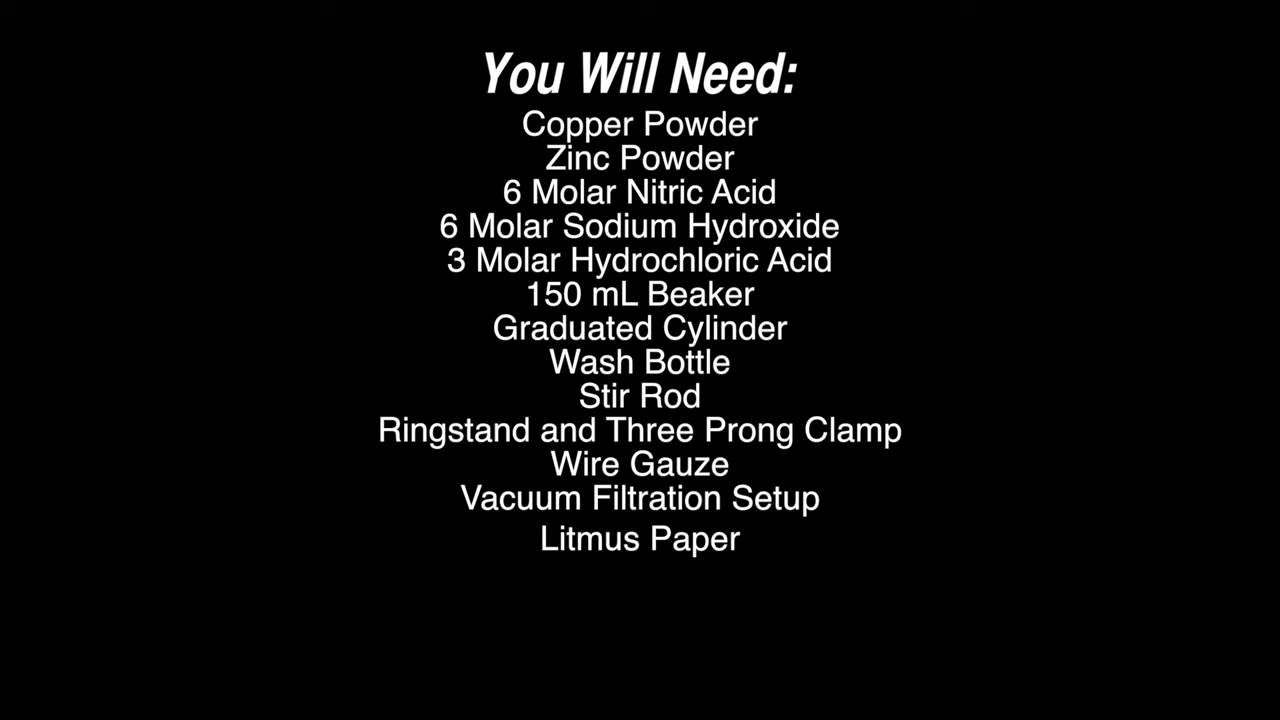 You Will Need:
Copper Powder
Zinc Powder
6 Molar Nitric Acid
6 Molar Sodium Hydroxide
3 Molar Hydrochloric Acid
150 mL Beaker
Graduated Cylinder
Wash Bottle
Stir Rod
Ringstand and Three Prong Clamp
Wire Gauze
Vacuum Filtration Setup
Litmus Paper